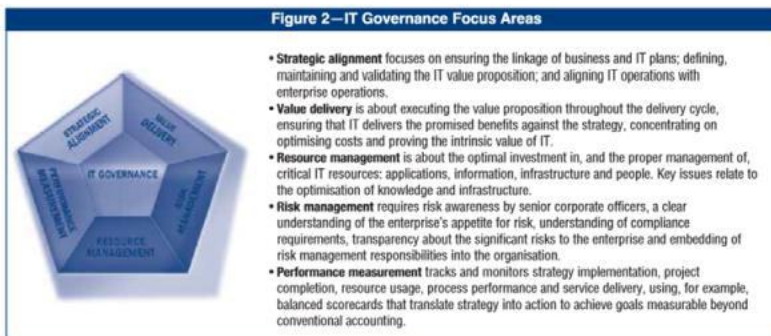 Figure 2—IT Governance Focus Areas
STRATEGIC
ALIGNMENT
VALUE
DELIVERY
IT GOVERNANCE
PERFORMANCE
MEASUREMENT
RISK
MANAGEMENT
RESOURCE
MANAGEMENT
• Strategic alignment focuses on ensuring the linkage of business and IT plans; defining,
maintaining and validating the IT value proposition; and aligning IT operations with
enterprise operations.
• Value delivery is about executing the value proposition throughout the delivery cycle,
ensuring that IT delivers the promised benefits against the strategy, concentrating on
optimising costs and proving the intrinsic value of IT.
• Resource management is about the optimal investment in, and the proper management of,
critical IT resources: applications, information, infrastructure and people. Key issues relate to
the optimisation of knowledge and infrastructure.
• Risk management requires risk awareness by senior corporate officers, a clear
understanding of the enterprise's appetite for risk, understanding of compliance
requirements, transparency about the significant risks to the enterprise and embedding of
risk management responsibilities into the organisation.
• Performance measurement tracks and monitors strategy implementation, project
completion, resource usage, process performance and service delivery, using, for example,
balanced scorecards that translate strategy into action to achieve goals measurable beyond
conventional accounting.